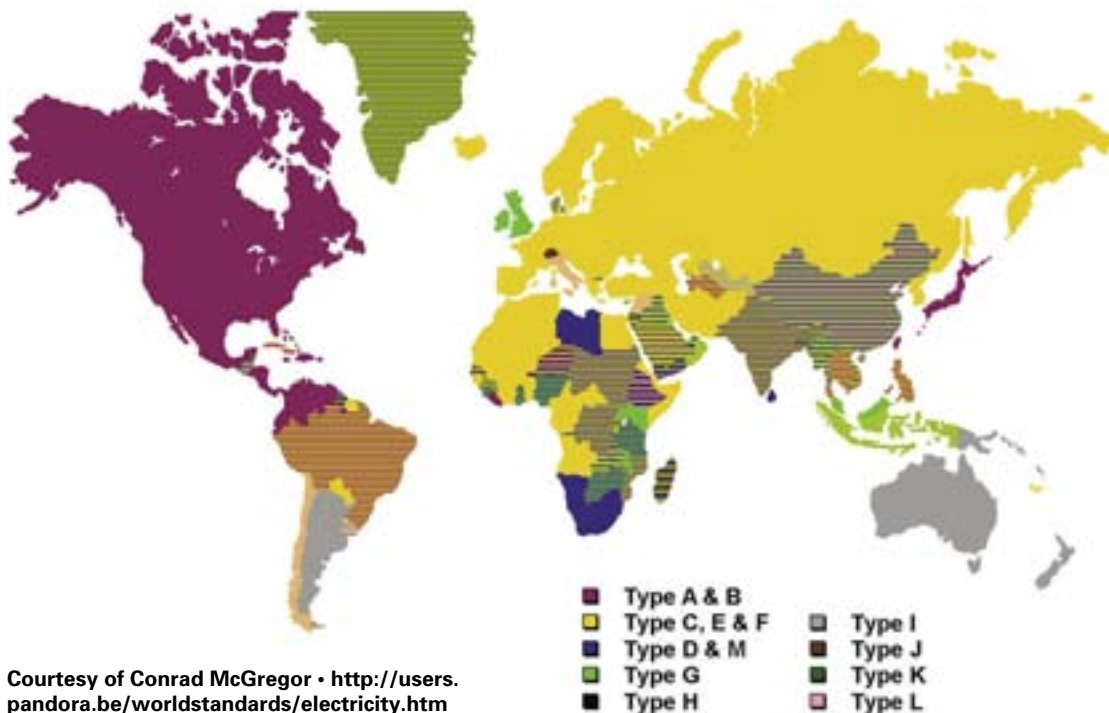 Type A & B
Type C, E & F
Type D & M
Type G
Type H
Type I
Type J
Type K
Type L
Courtesy of Conrad McGregor • http://users.
pandora.be/worldstandards/electricity.htm